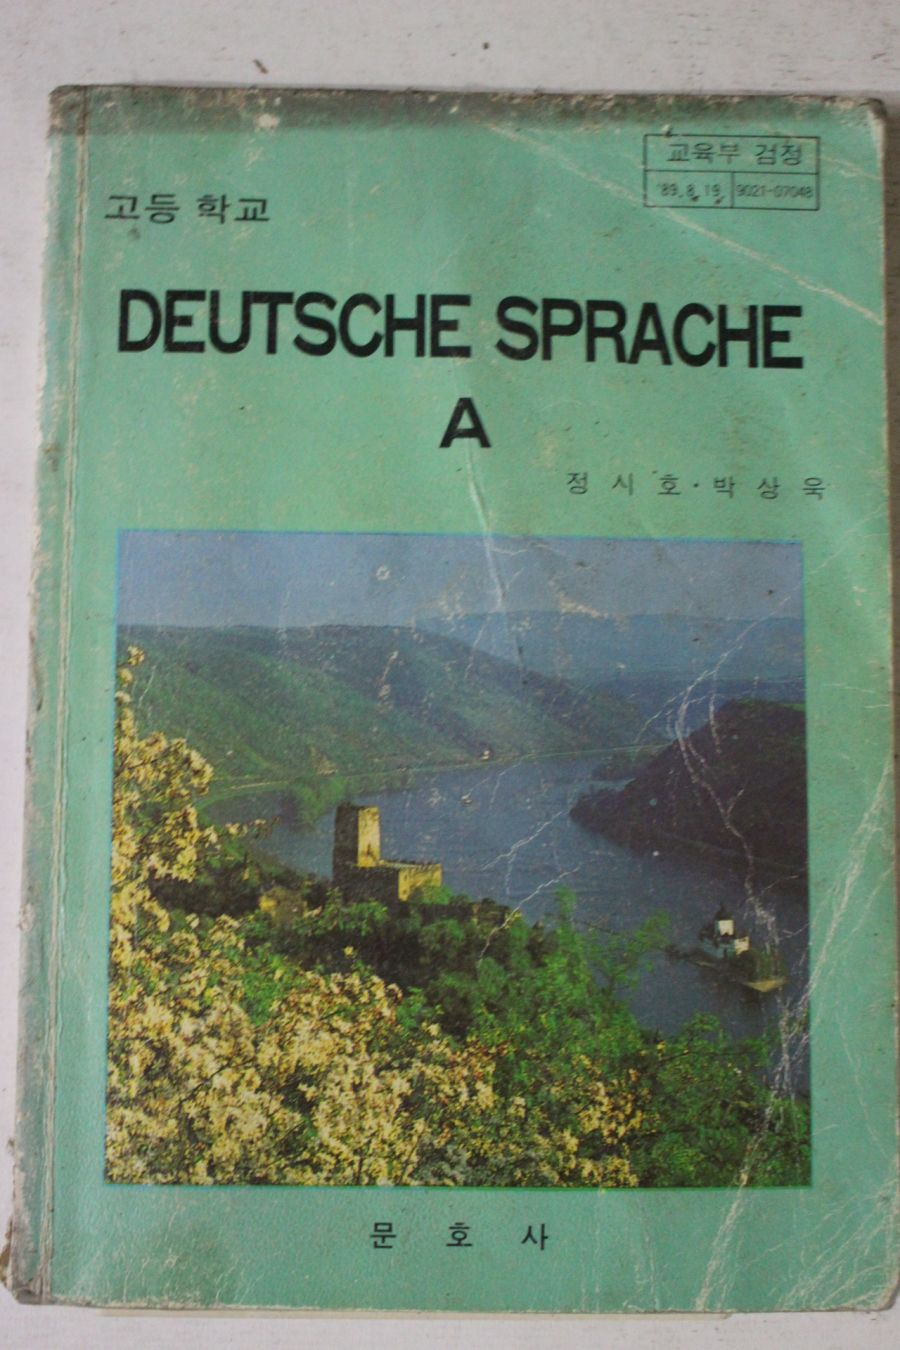 교육부 검정
'89. 8. 19. 9021-07048
고등 학교
DEUTSCHE SPRACHE
A
정시호·박상욱
문호사